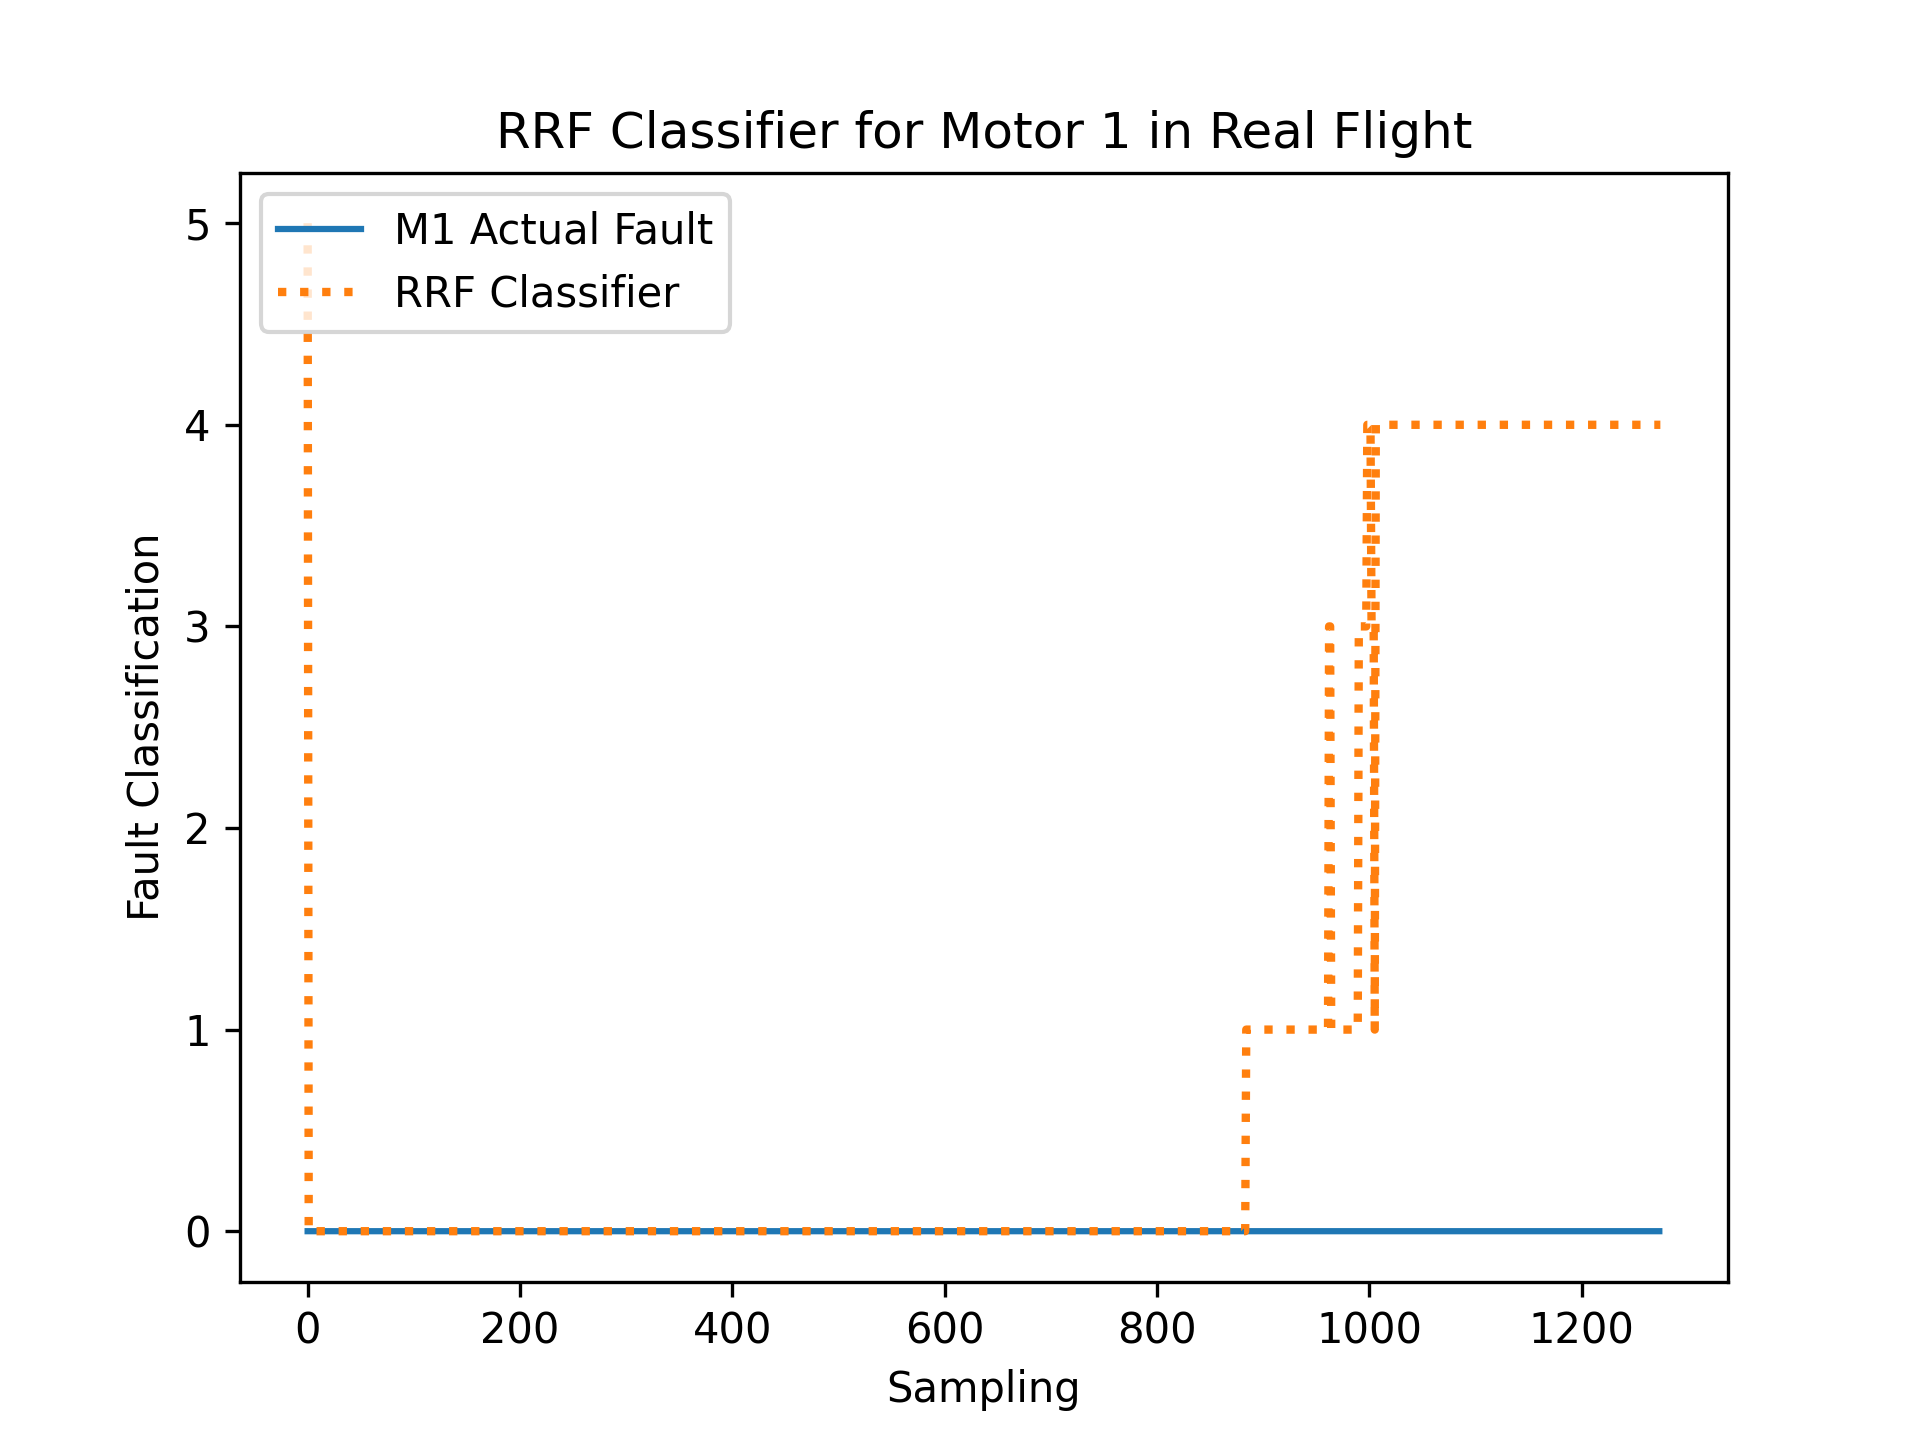 RRF Classifier for Motor 1 in Real Flight
M1 Actual Fault
RRF Classifier
Fault Classification
5
4
3
2
1
0
0 200 400 600 800 1000 1200
Sampling